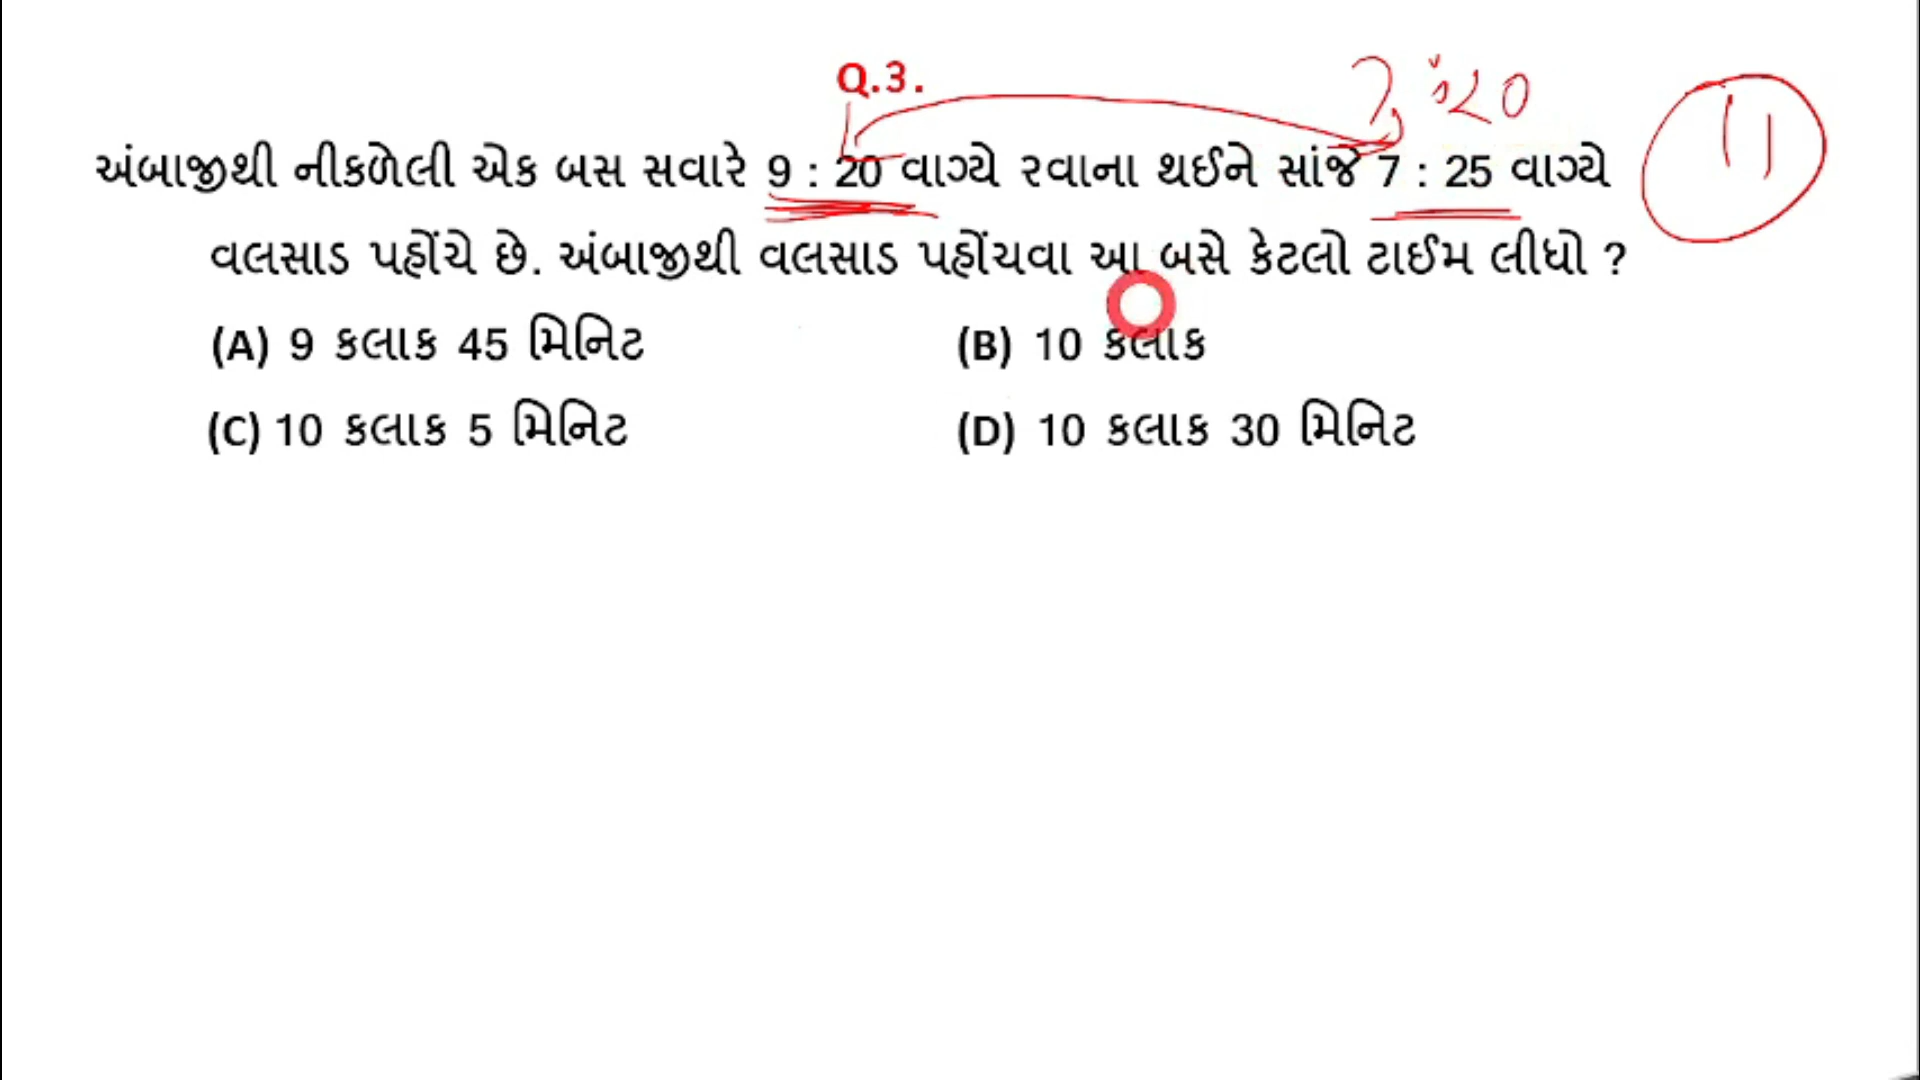 Q.3.
અંબાજીથી નીકળેલી એક બસ સવારે 9 : 20 વાગ્યે રવાના થઈને સાંજે 7 : 25 વાગ્યે
વલસાડ પહોંચે છે. અંબાજીથી વલસાડ પહોંચવા આ બસે કેટલો ટાઈમ લીધો ?
(A) 9 કલાક 45 મિનિટ (B) 10 કલાક
(C) 10 કલાક 5 મિનિટ (D) 10 કલાક 30 મિનિટ